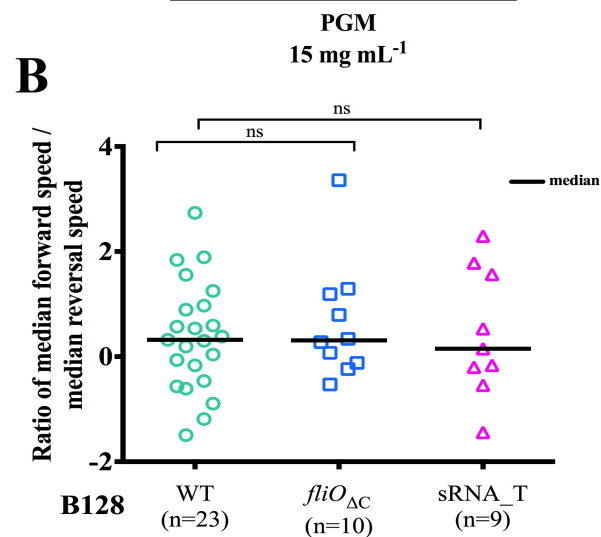 PGM
15 mg mL-1
B
ns
ns
4
2
0
-2
Ratio of median forward speed /
median reversal speed
median
B128
WT
(n=23)
fliOΔC
(n=10)
sRNA_T
(n=9)